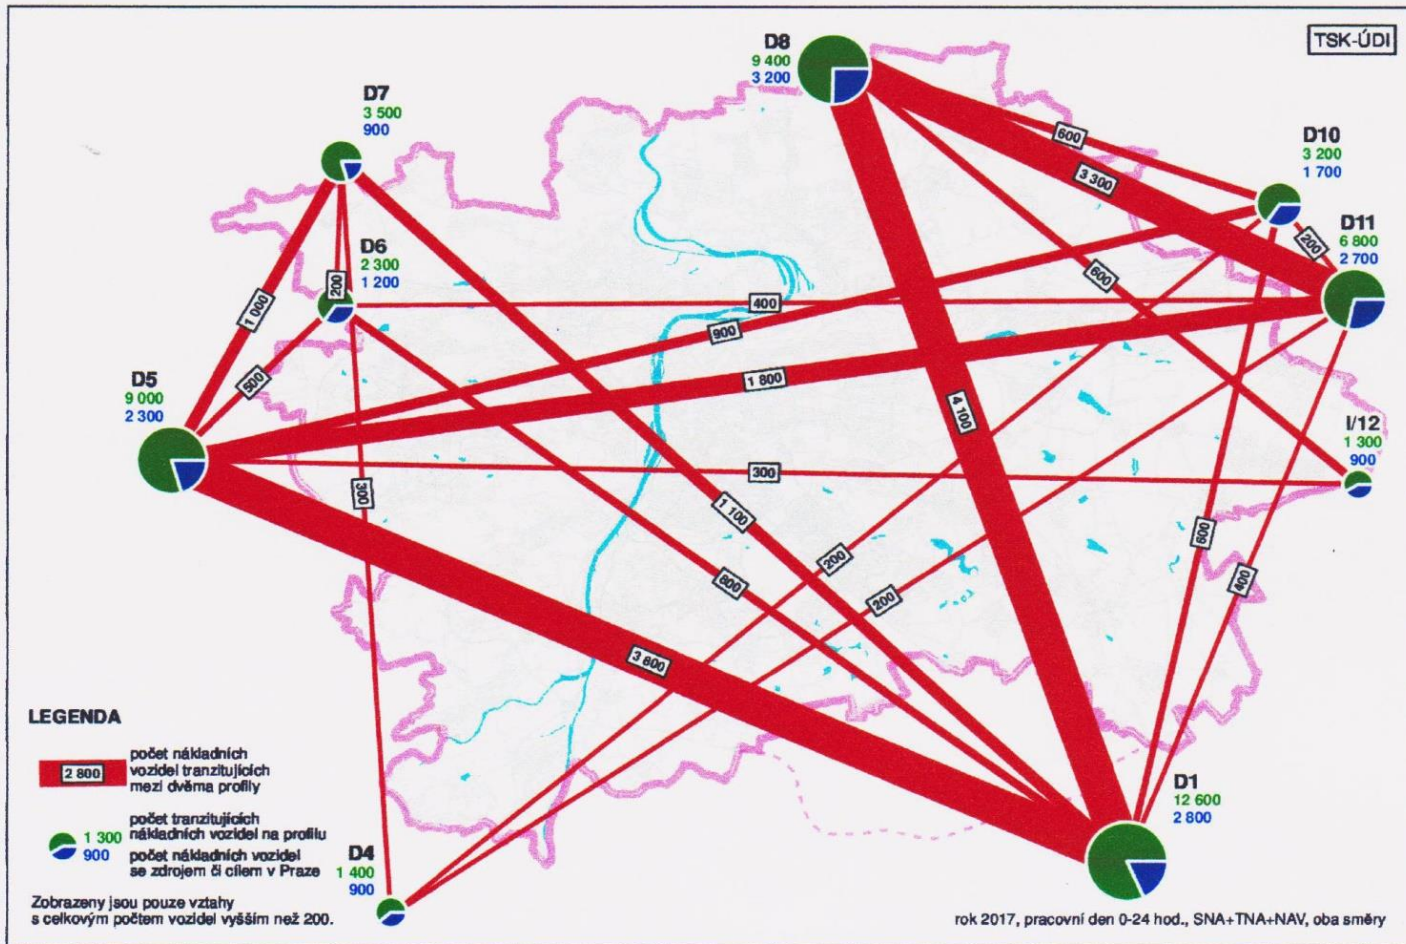 TSK-ÚDI
D8
9 400
3 200
D7
3 500
900
D10
3 200
1 700
D6
2 300
1 200
D11
6 800
2 700
D5
9 000
2 300
I/12
1 300
900
D1
12 600
2 800
D4
1 400
900
600
3 300
200
600
200
1 000
400
900
500
1 800
4 100
300
300
1 100
600
200
400
800
200
3 800
LEGENDA
2 800
počet nákladních
vozidel tranzitujících
mezi dvěma profily
počet tranzitujících
1 300 nákladních vozidel na profilu
900 počet nákladních vozidel
se zdrojem či cílem v Praze
Zobrazeny jsou pouze vztahy
s celkovým počtem vozidel vyšším než 200.
rok 2017, pracovní den 0-24 hod., SNA+TNA+NAV, oba směry